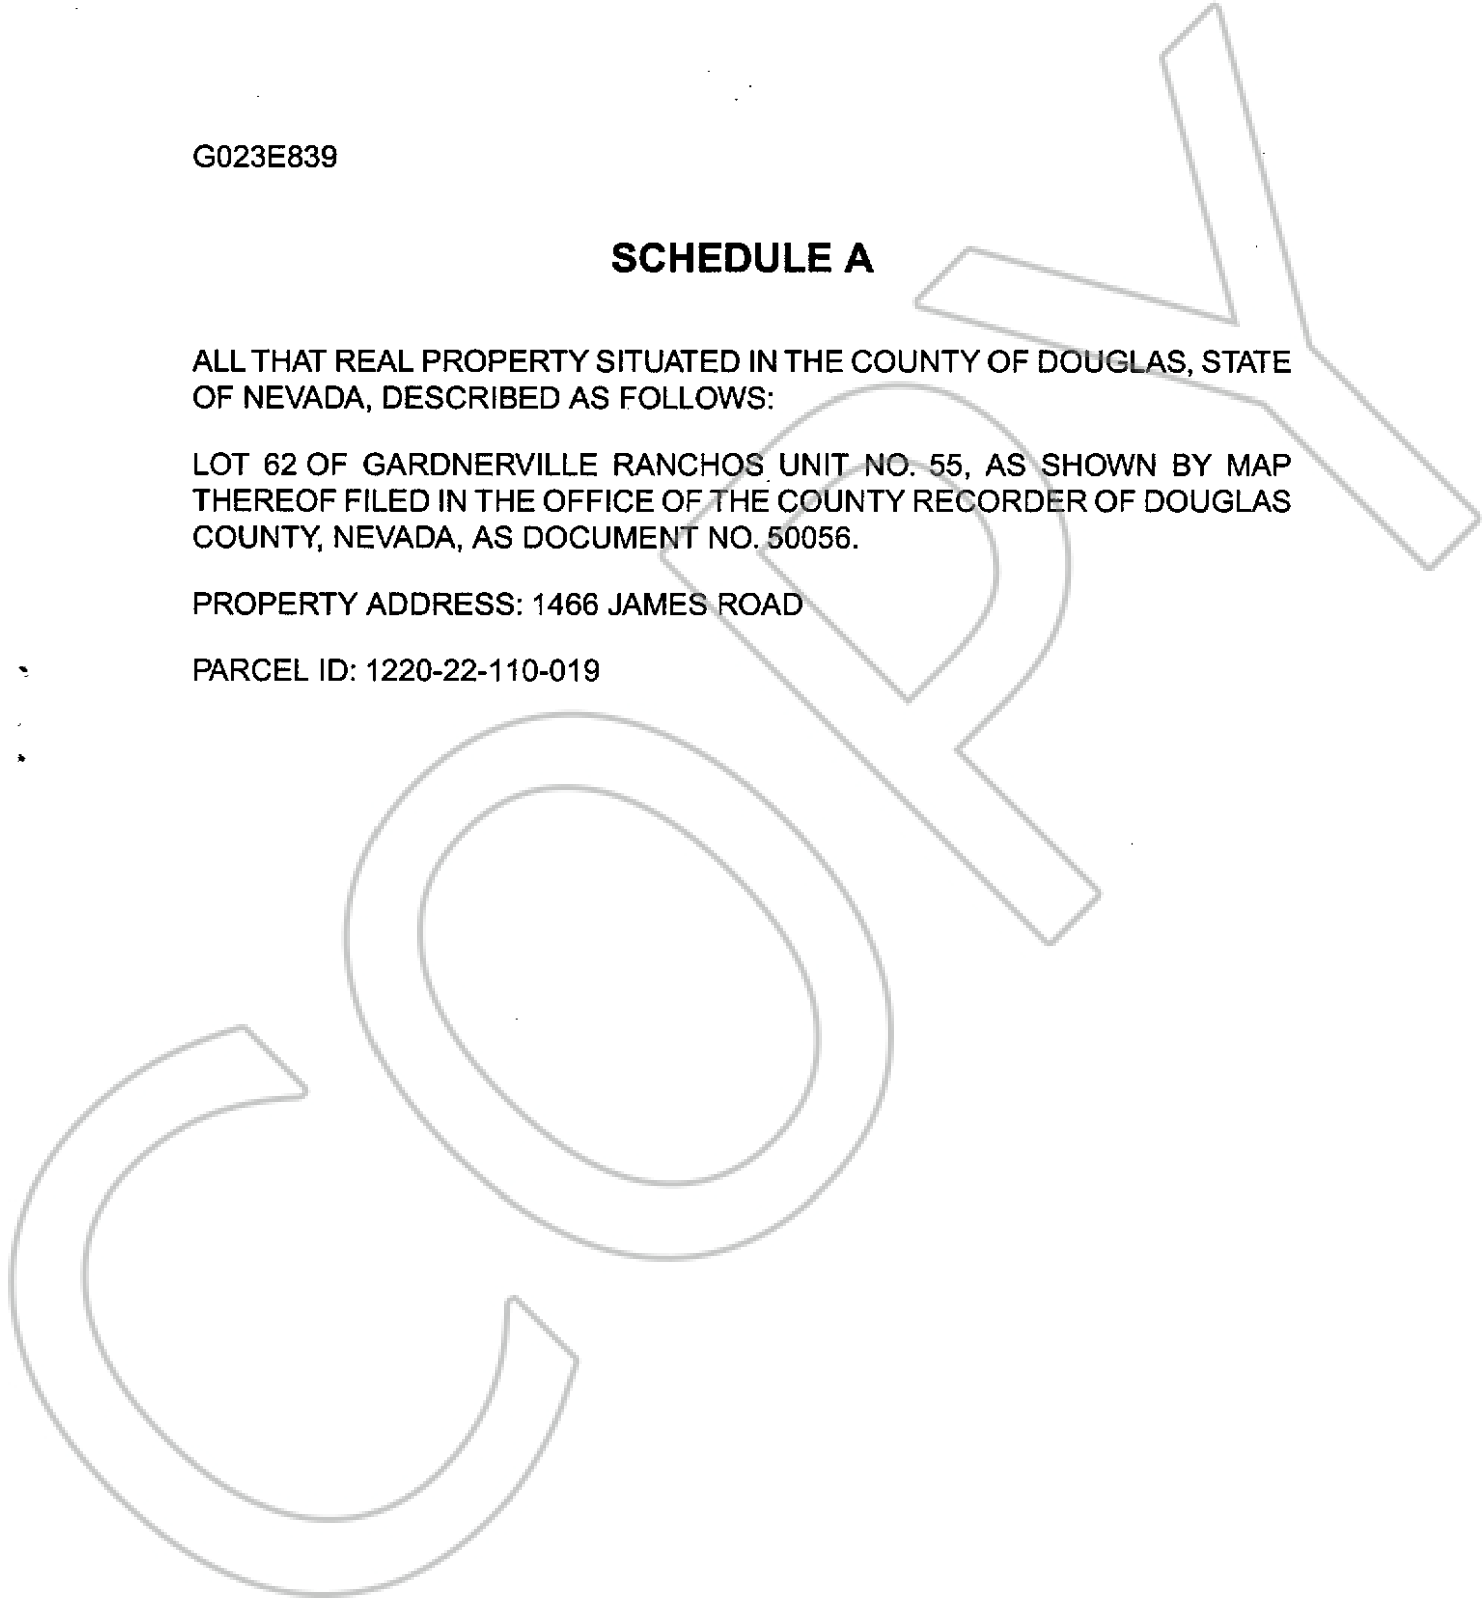 G023E839
SCHEDULE A
ALL THAT REAL PROPERTY SITUATED IN THE COUNTY OF DOUGLAS, STATE
OF NEVADA, DESCRIBED AS FOLLOWS:
LOT 62 OF GARDNERVILLE RANCHOS UNIT NO. 55, AS SHOWN BY MAP
THEREOF FILED IN THE OFFICE OF THE COUNTY RECORDER OF DOUGLAS
COUNTY, NEVADA, AS DOCUMENT NO. 50056.
PROPERTY ADDRESS: 1466 JAMES ROAD
PARCEL ID: 1220-22-110-019
COPY